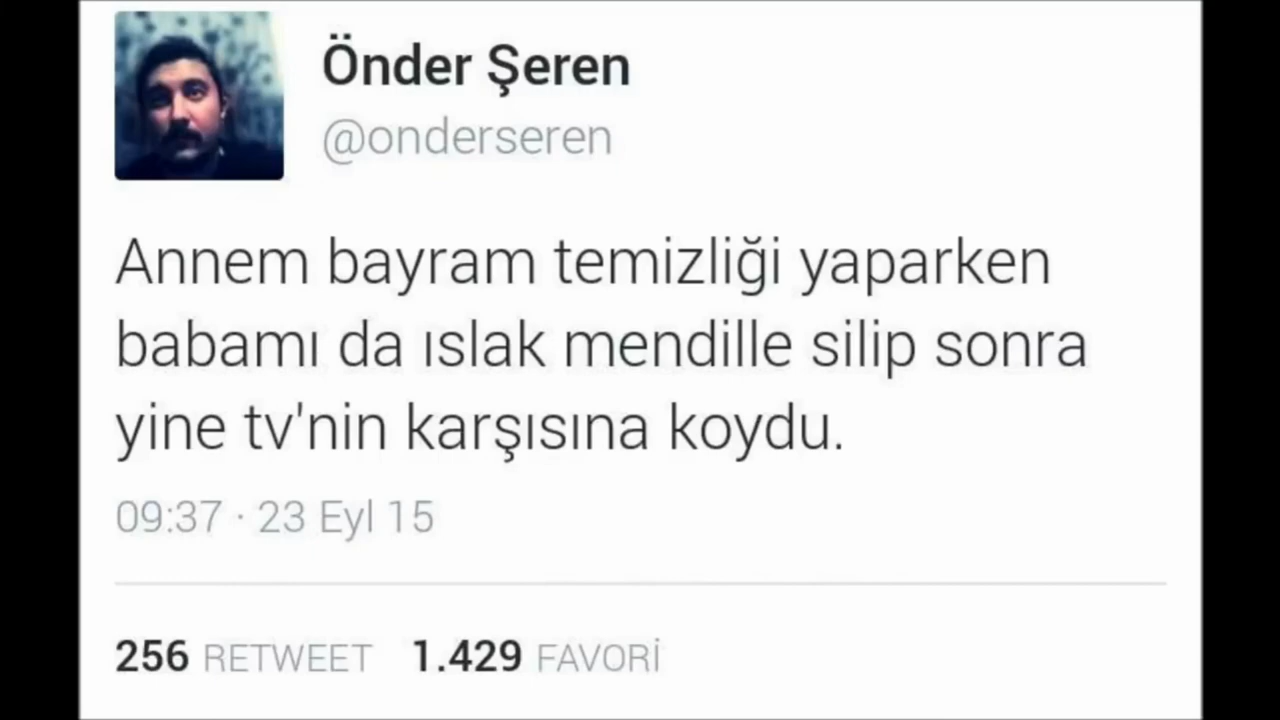 Önder Şeren
@onderseren
Annem bayram temizliği yaparken
babamı da ıslak mendille silip sonra
yine tv'nin karşısına koydu.
09:37 · 23 Eyl 15
256 RETWEET 1.429 FAVORİ